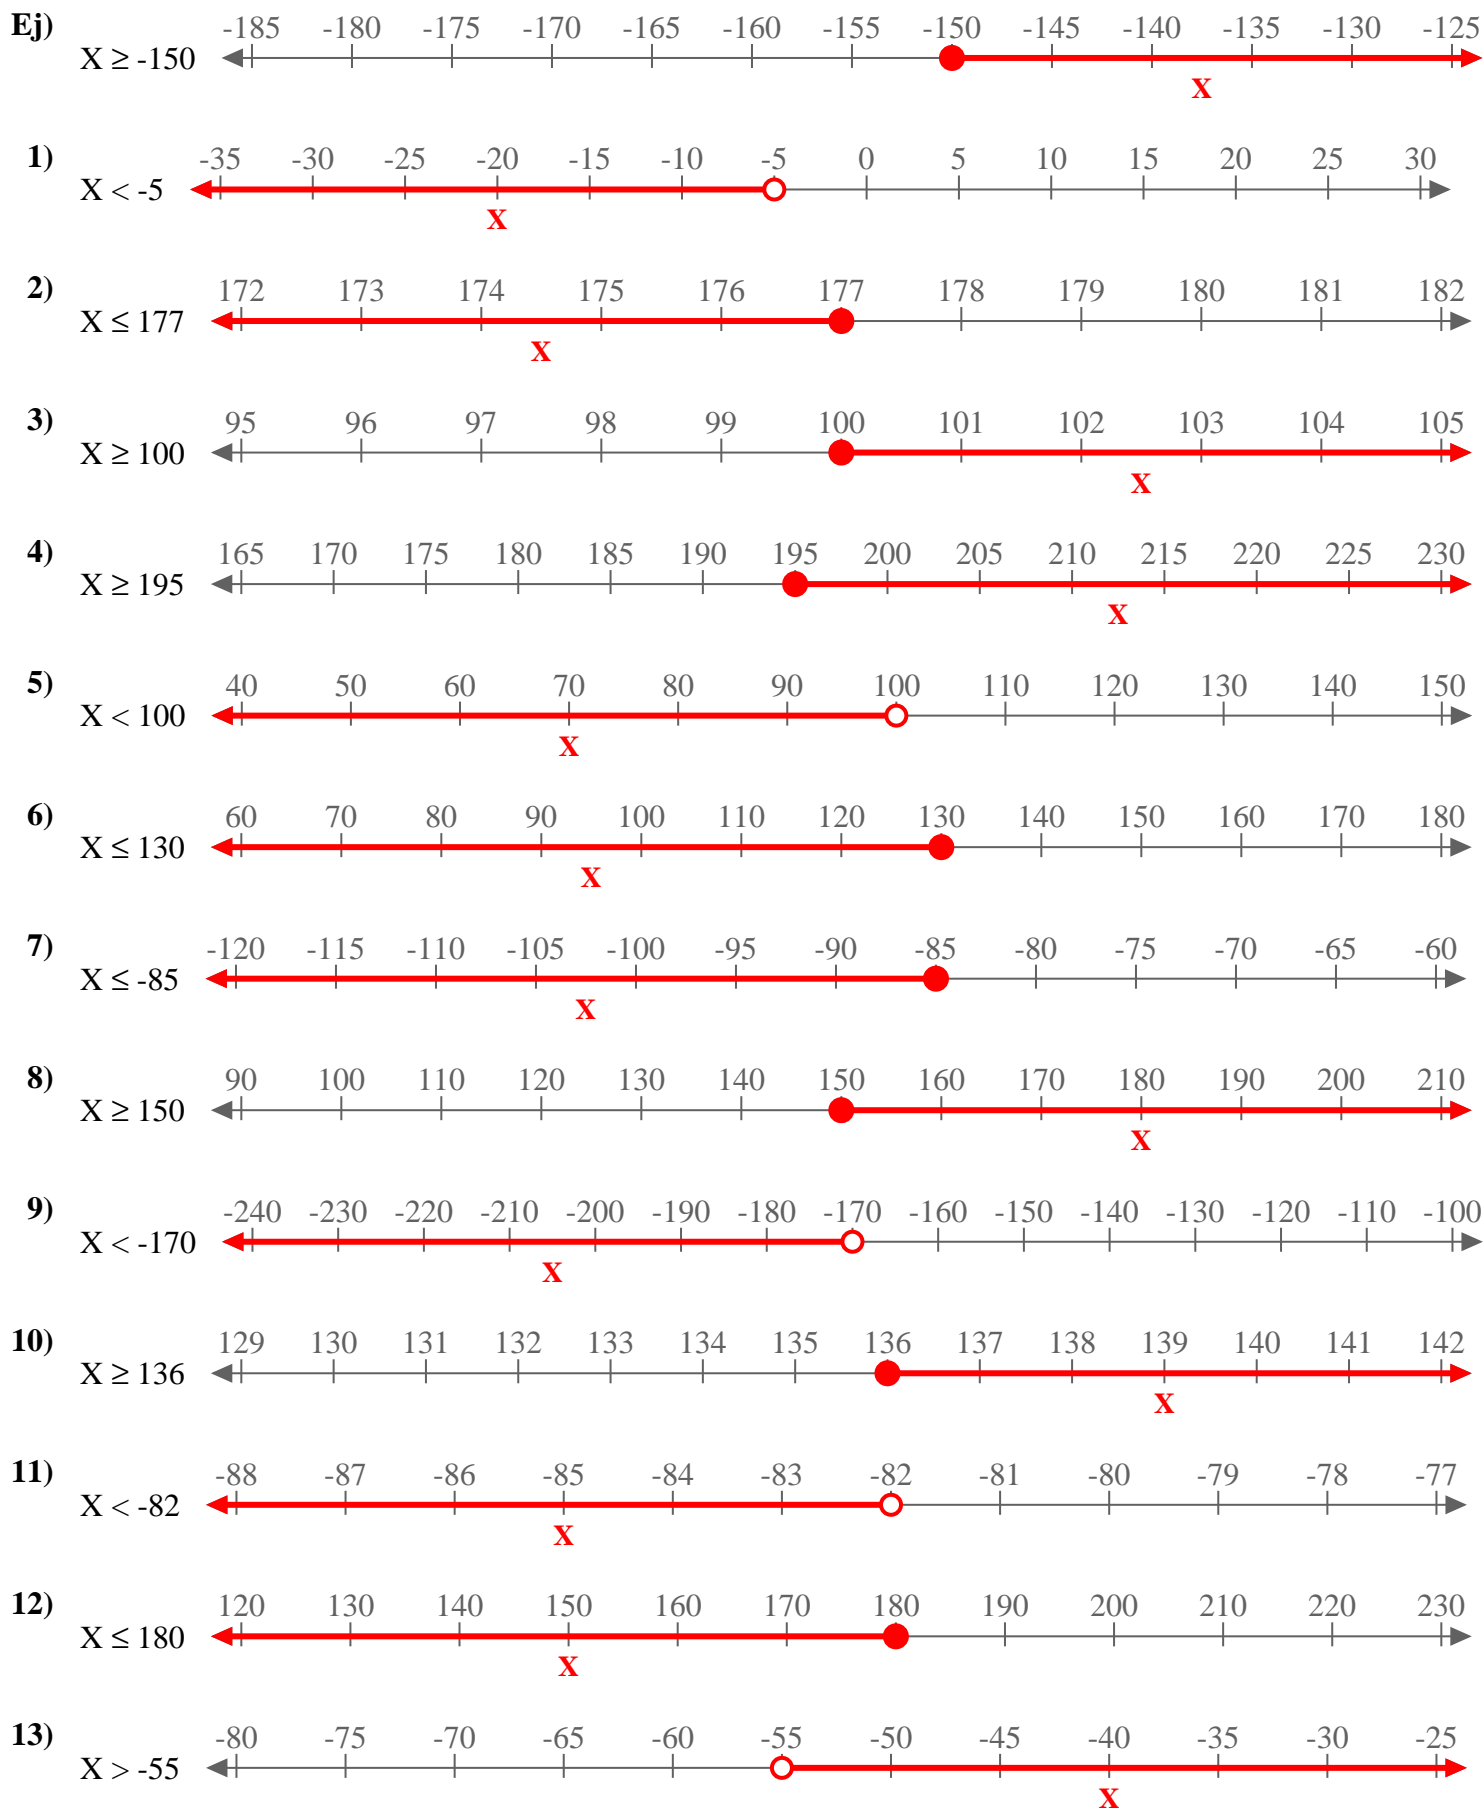 Ej) -185 -180 -175 -170 -165 -160 -155 -150 -145 -140 -135 -130 -125
X ≥ -150
X
1) -35 -30 -25 -20 -15 -10 -5 0 5 10 15 20 25 30
X < -5
X
2) 172 173 174 175 176 177 178 179 180 181 182
X ≤ 177
X
3) 95 96 97 98 99 100 101 102 103 104 105
X ≥ 100
X
4) 165 170 175 180 185 190 195 200 205 210 215 220 225 230
X ≥ 195
X
5) 40 50 60 70 80 90 100 110 120 130 140 150
X < 100
X
6) 60 70 80 90 100 110 120 130 140 150 160 170 180
X ≤ 130
X
7) -120 -115 -110 -105 -100 -95 -90 -85 -80 -75 -70 -65 -60
X ≤ -85
X
8) 90 100 110 120 130 140 150 160 170 180 190 200 210
X ≥ 150
X
9) -240 -230 -220 -210 -200 -190 -180 -170 -160 -150 -140 -130 -120 -110 -100
X < -170
X
10) 129 130 131 132 133 134 135 136 137 138 139 140 141 142
X ≥ 136
X
11) -88 -87 -86 -85 -84 -83 -82 -81 -80 -79 -78 -77
X < -82
X
12) 120 130 140 150 160 170 180 190 200 210 220 230
X ≤ 180
X
13) -80 -75 -70 -65 -60 -55 -50 -45 -40 -35 -30 -25
X > -55
X